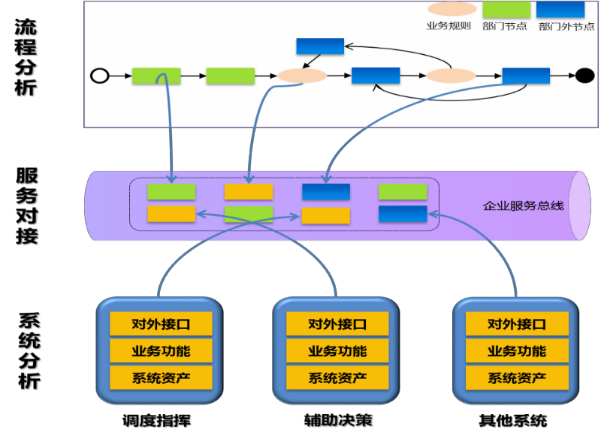 流程分析
业务规则
部门节点
部门外节点
服务对接
企业服务总线
系统分析
对外接口
业务功能
系统资产
调度指挥
对外接口
业务功能
系统资产
辅助决策
对外接口
业务功能
系统资产
其他系统